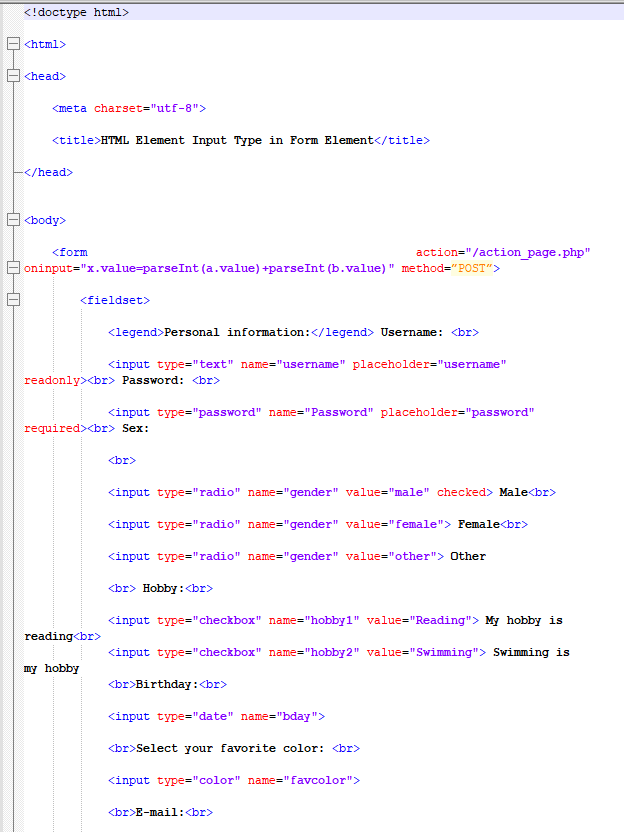 <!doctype html>
<html>
<head>
<meta charset="utf-8">
<title>HTML Element Input Type in Form Element</title>
</head>
<body>
<form action="/action_page.php"
oninput="x.value=parseInt(a.value)+parseInt(b.value)" method=“POST”>
<fieldset>
<legend>Personal information:</legend> Username: <br>
<input type="text" name="username" placeholder="username"
readonly><br> Password: <br>
<input type="password" name="Password" placeholder="password"
required><br> Sex:
<br>
<input type="radio" name="gender" value="male" checked> Male<br>
<input type="radio" name="gender" value="female"> Female<br>
<input type="radio" name="gender" value="other"> Other
<br> Hobby:<br>
<input type="checkbox" name="hobby1" value="Reading"> My hobby is
reading<br>
<input type="checkbox" name="hobby2" value="Swimming"> Swimming is
my hobby
<br>Birthday:<br>
<input type="date" name="bday">
<br>Select your favorite color: <br>
<input type="color" name="favcolor">
<br>E-mail:<br>